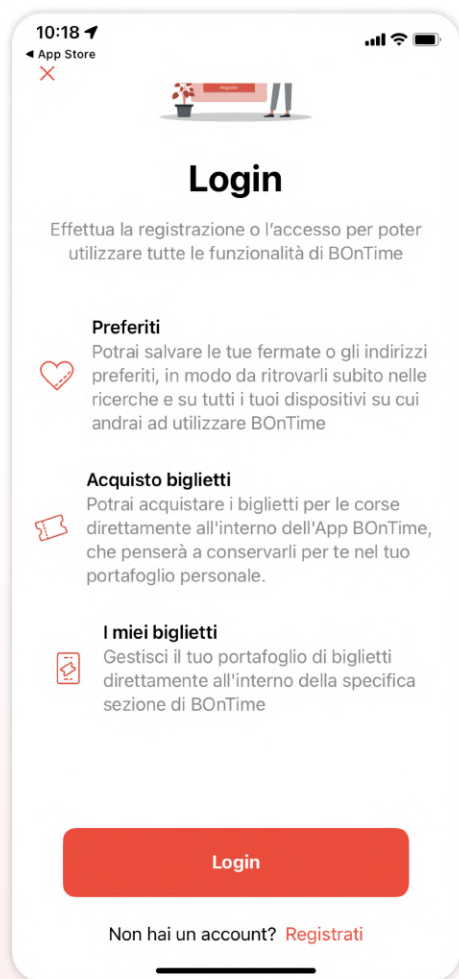 10:18
◀ App Store
Register
Login
Effettua la registrazione o l'accesso per poter
utilizzare tutte le funzionalità di BOnTime
Preferiti
Potrai salvare le tue fermate o gli indirizzi
preferiti, in modo da ritrovarli subito nelle
ricerche e su tutti i tuoi dispositivi su cui
andrai ad utilizzare BOnTime
Acquisto biglietti
Potrai acquistare i biglietti per le corse
direttamente all'interno dell'App BOnTime,
che penserà a conservarli per te nel tuo
portafoglio personale.
I miei biglietti
Gestisci il tuo portafoglio di biglietti
direttamente all'interno della specifica
sezione di BOnTime
Login
Non hai un account? Registrati